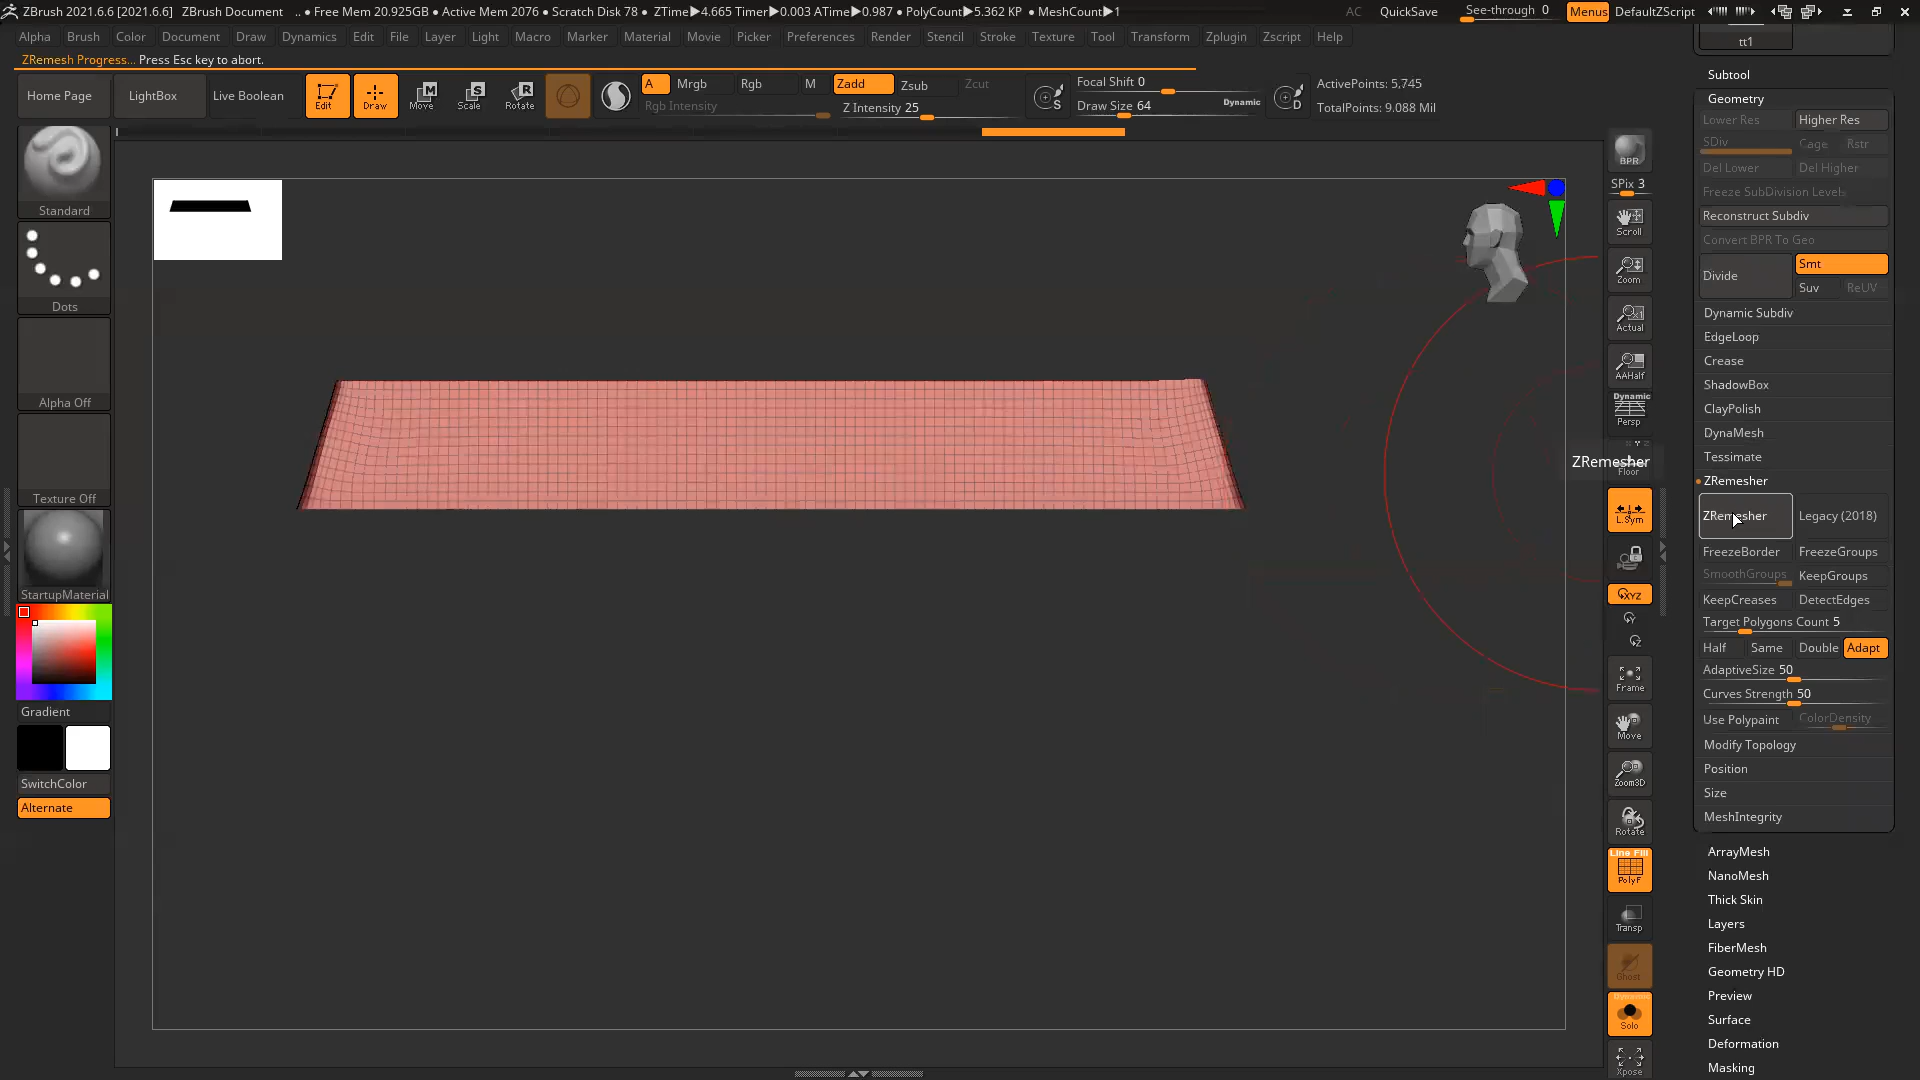 ZBrush 2021.6.6 [2021.6.6] ZBrush Document .. • Free Mem 20.925GB • Active Mem 2076 • Scratch Disk 78 • ZTime▶4.665 Timer▶0.003 ATime▶0.987 • PolyCount▶5.362 KP • MeshCount▶1 AC QuickSave See-through 0 Menus DefaultZScript
Alpha Brush Color Document Draw Dynamics Edit File Layer Light Macro Marker Material Movie Picker Preferences Render Stencil Stroke Texture Tool Transform Zplugin Zscript Help
ZRemesh Progress... Press Esc key to abort.
Home Page LightBox Live Boolean Edit Draw Move Scale Rotate
A Mrgb Rgb M Zadd Zsub Zcut
Rgb Intensity Z Intensity 25
Focal Shift 0
Draw Size 64 Dynamic
S D
ActivePoints: 5,745
TotalPoints: 9.088 Mil
Standard
Dots
Alpha Off
Texture Off
StartupMaterial
Gradient
SwitchColor
Alternate
BPR
SPix 3
Scroll
Zoom
Actual
AAHalf
Dynamic
Persp
ZRemesher
Floor
L.Sym
XYZ
Frame
Move
Zoom3D
Rotate
Line Fill
PolyF
Transp
Ghost
Dynamic
Solo
Xpose
tt1
Subtool
Geometry
Lower Res Higher Res
SDiv Cage Rstr
Del Lower Del Higher
Freeze SubDivision Levels
Reconstruct Subdiv
Convert BPR To Geo
Divide Smt
Suv ReUV
Dynamic Subdiv
EdgeLoop
Crease
ShadowBox
ClayPolish
DynaMesh
Tessimate
ZRemesher
ZRemesher Legacy (2018)
FreezeBorder FreezeGroups
SmoothGroups KeepGroups
KeepCreases DetectEdges
Target Polygons Count 5
Half Same Double Adapt
AdaptiveSize 50
Curves Strength 50
Use Polypaint ColorDensity
Modify Topology
Position
Size
MeshIntegrity
ArrayMesh
NanoMesh
Thick Skin
Layers
FiberMesh
Geometry HD
Preview
Surface
Deformation
Masking